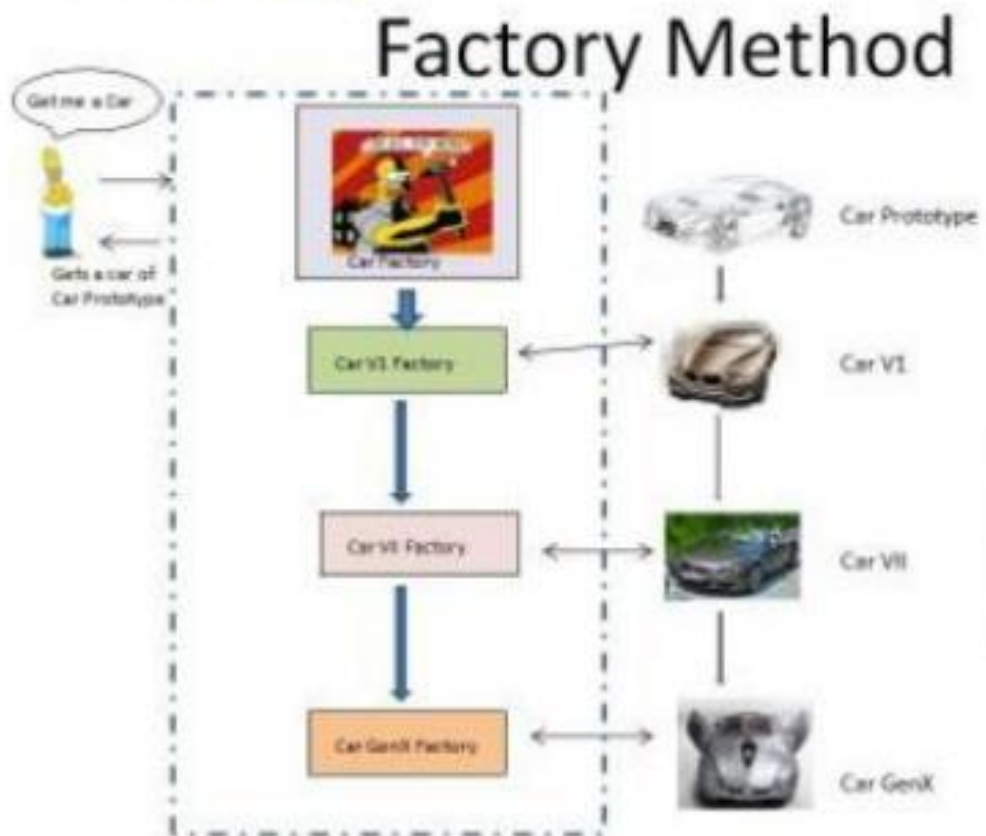 Factory Method
Get me a Car
Gets a car of
Car Prototype
Car Factory
Car V1 Factory
Car VII Factory
Car GenX Factory
Car Prototype
Car V1
Car VII
Car GenX